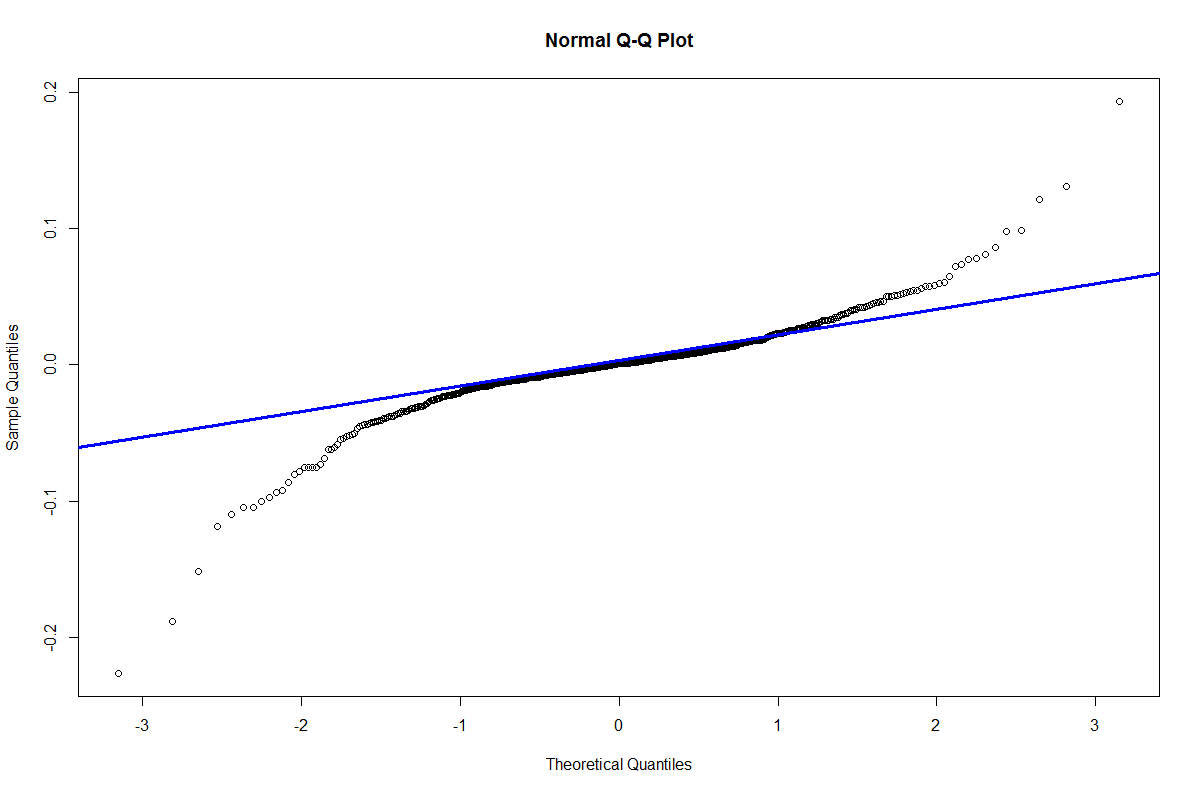 Normal Q-Q Plot
0.2
0.1
0.0
-0.1
-0.2
Sample Quantiles
-3 -2 -1 0 1 2 3
Theoretical Quantiles